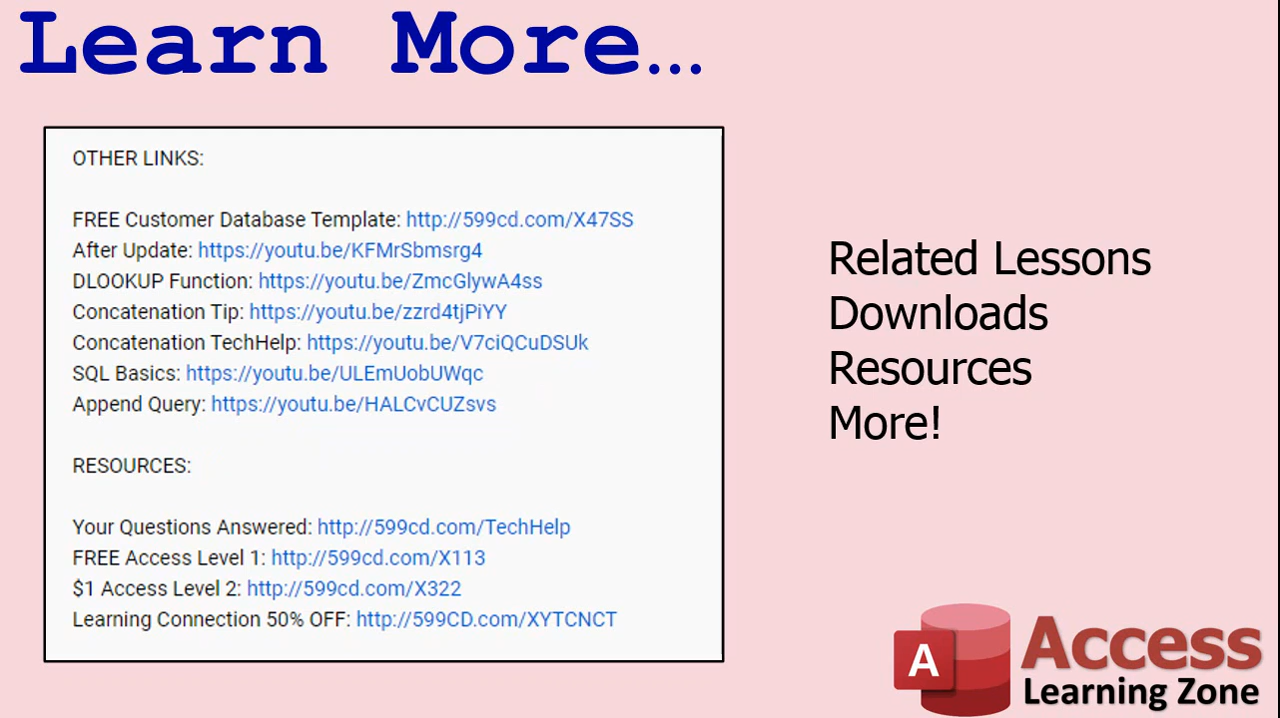 Learn More...
OTHER LINKS:
FREE Customer Database Template: http://599cd.com/X47SS
After Update: https://youtu.be/KFMrSbmsrg4
DLOOKUP Function: https://youtu.be/ZmcGlywA4ss
Concatenation Tip: https://youtu.be/zzrd4tjPiYY
Concatenation TechHelp: https://youtu.be/V7ciQCuDSUk
SQL Basics: https://youtu.be/ULEmUobUWqc
Append Query: https://youtu.be/HALCvCUZsvs
RESOURCES:
Your Questions Answered: http://599cd.com/TechHelp
FREE Access Level 1: http://599cd.com/X113
$1 Access Level 2: http://599cd.com/X322
Learning Connection 50% OFF: http://599CD.com/XYTCNCT
Related Lessons
Downloads
Resources
More!
A
Access
Learning Zone